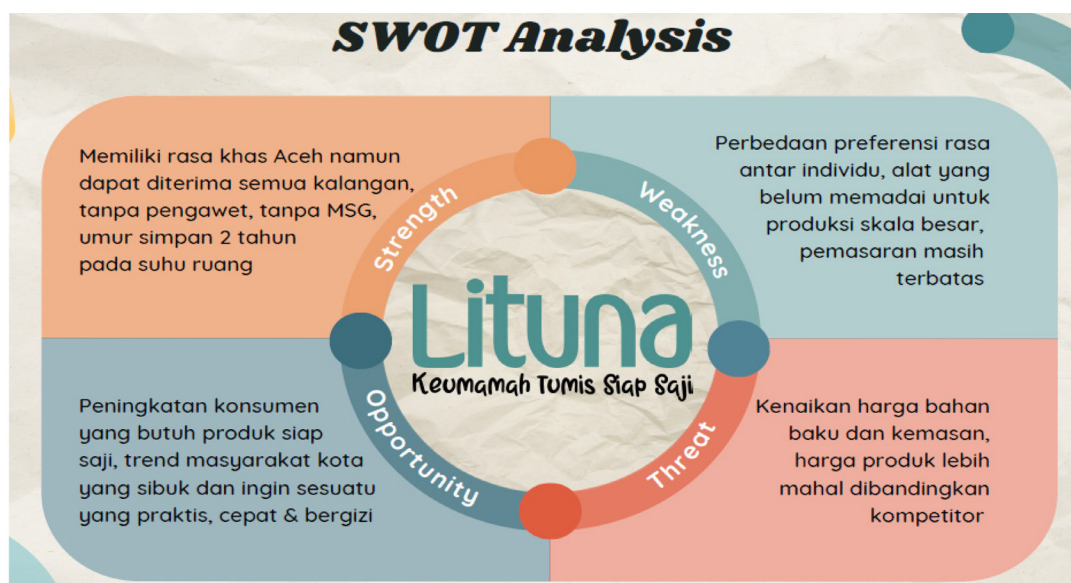 SWOT Analysis
Memiliki rasa khas Aceh namun
dapat diterima semua kalangan,
tanpa pengawet, tanpa MSG,
umur simpan 2 tahun
pada suhu ruang
Strength
Perbedaan preferensi rasa
antar individu, alat yang
belum memadai untuk
produksi skala besar,
pemasaran masih
terbatas
Weakness
Lituna
Keumamah Tumis Siap Saji
Peningkatan konsumen
yang butuh produk siap
saji, trend masyarakat kota
yang sibuk dan ingin sesuatu
yang praktis, cepat & bergizi
Opportunity
Kenaikan harga bahan
baku dan kemasan,
harga produk lebih
mahal dibandingkan
kompetitor
Threat